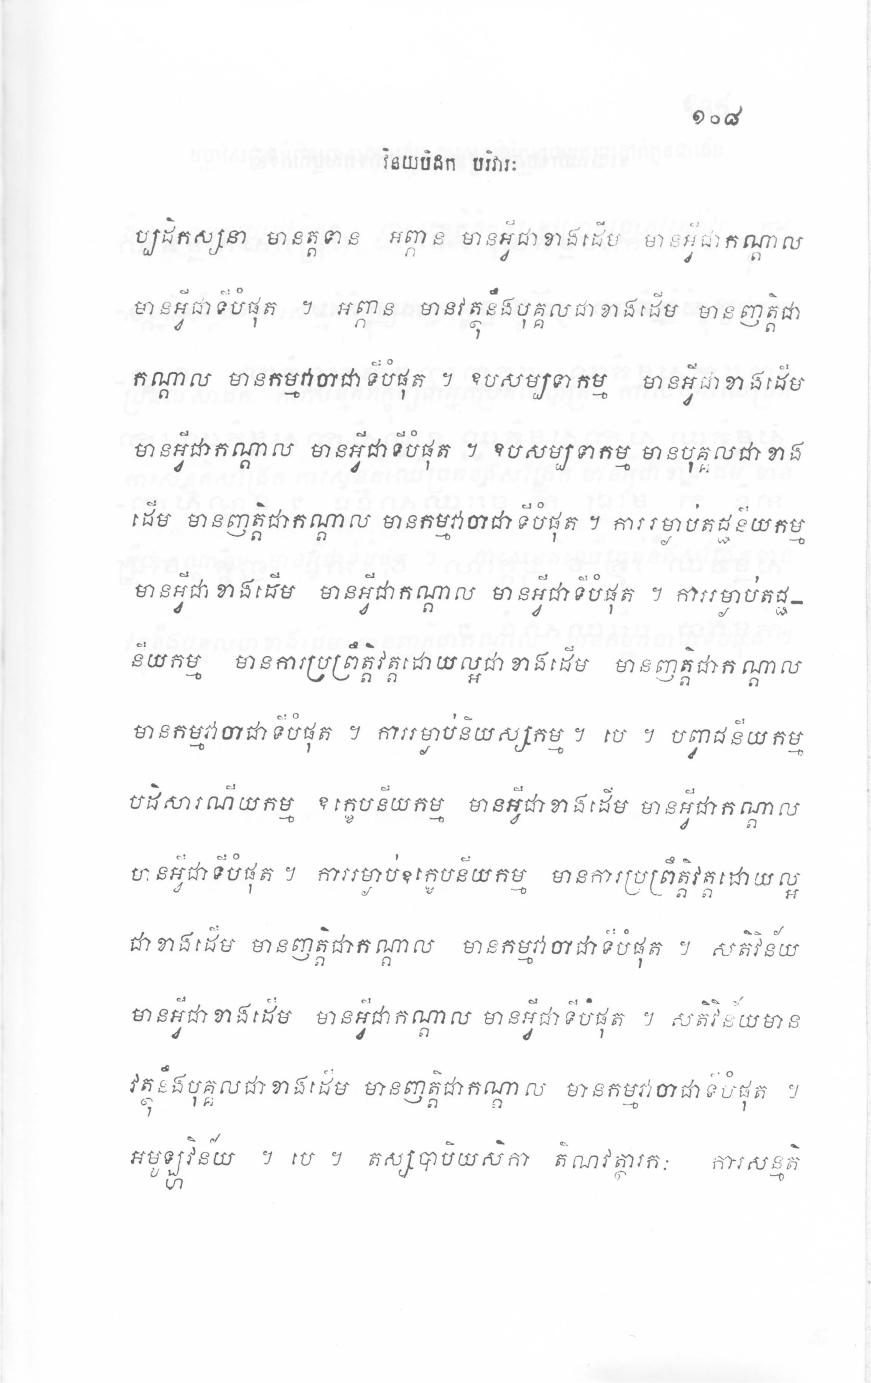 ១០៨
វិនយបិដក បរិវារៈ
ប្បដិកស្សនា មានត្តទាន អព្ភាន មានអ្វីជាខាងដើម មានអ្វីជាកណ្តាល
មានអ្វីជាទីបំផុត ។ អព្ភាន មានវត្ថុនឹងបុគ្គលជាខាងដើម មានញត្តិជា
កណ្តាល មានកម្មវាចាជាទីបំផុត ។ ឧបសម្បទាកម្ម មានអ្វីជាខាងដើម
មានអ្វីជាកណ្តាល មានអ្វីជាទីបំផុត ។ ឧបសម្បទាកម្ម មានបុគ្គលជាខាង
ដើម មានញត្តិជាកណ្តាល មានកម្មវាចាជាទីបំផុត ។ ការរម្ងាប់តជ្ជនីយកម្ម
មានអ្វីជាខាងដើម មានអ្វីជាកណ្តាល មានអ្វីជាទីបំផុត ។ ការរម្ងាប់តជ្ជ-
នីយកម្ម មានការប្រព្រឹត្តិវត្តដោយល្អជាខាងដើម មានញត្តិជាកណ្តាល
មានកម្មវាចាជាទីបំផុត ។ ការរម្ងាប់និយស្សកម្ម ។ បេ ។ បព្វាជនីយកម្ម
បដិសារណីយកម្ម ឧក្ខេបនីយកម្ម មានអ្វីជាខាងដើម មានអ្វីជាកណ្តាល
មានអ្វីជាទីបំផុត ។ ការរម្ងាប់ឧក្ខេបនីយកម្ម មានការប្រព្រឹត្តិវត្តដោយល្អ
ជាខាងដើម មានញត្តិជាកណ្តាល មានកម្មវាចាជាទីបំផុត ។ សតិវិន័យ
មានអ្វីជាខាងដើម មានអ្វីជាកណ្តាល មានអ្វីជាទីបំផុត ។ សតិវិន័យមាន
វត្ថុនឹងបុគ្គលជាខាងដើម មានញត្តិជាកណ្តាល មានកម្មវាចាជាទីបំផុត ។
អមូឡ្ហវិន័យ ។ បេ ។ តស្សបាបិយសិកា តិណវត្ថារកៈ ការសន្មតិ